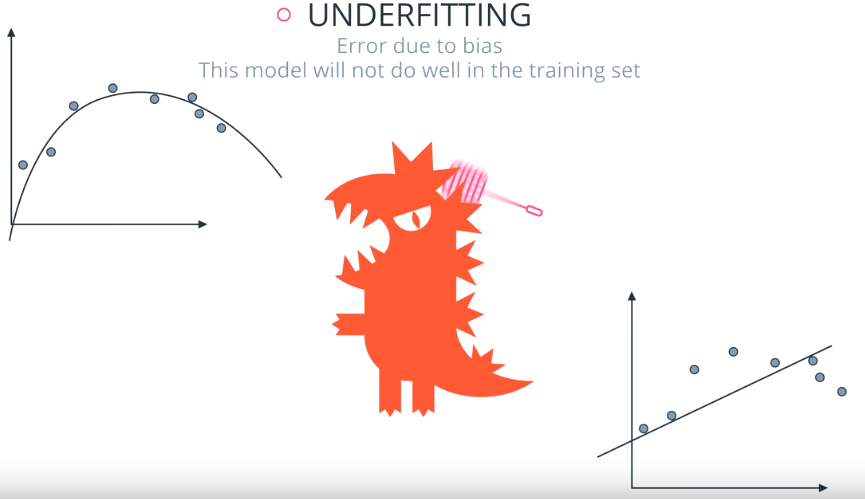 UNDERFITTING
Error due to bias
This model will not do well in the training set